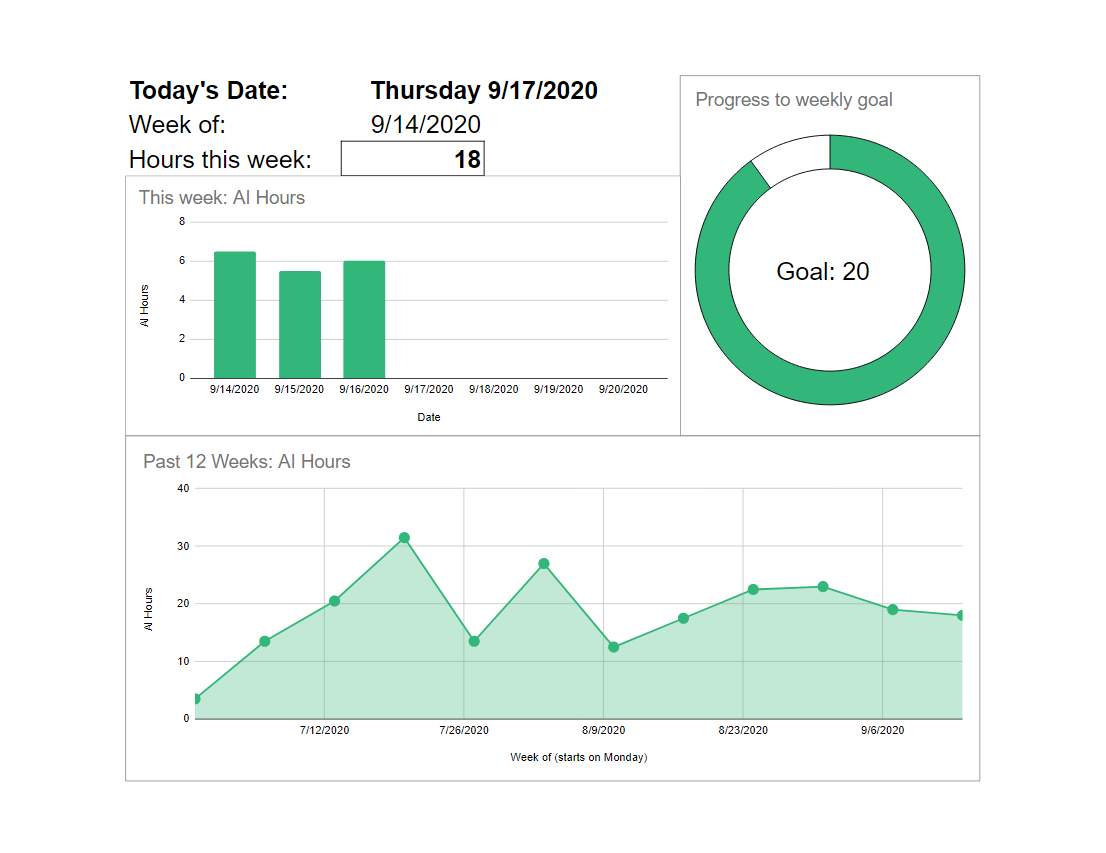 Today's Date: Thursday 9/17/2020
Week of: 9/14/2020
Hours this week: 18
Progress to weekly goal
Goal: 20
This week: AI Hours
8
6
4
2
0
AI Hours
9/14/2020 9/15/2020 9/16/2020 9/17/2020 9/18/2020 9/19/2020 9/20/2020
Date
Past 12 Weeks: AI Hours
40
30
20
10
0
AI Hours
7/12/2020 7/26/2020 8/9/2020 8/23/2020 9/6/2020
Week of (starts on Monday)